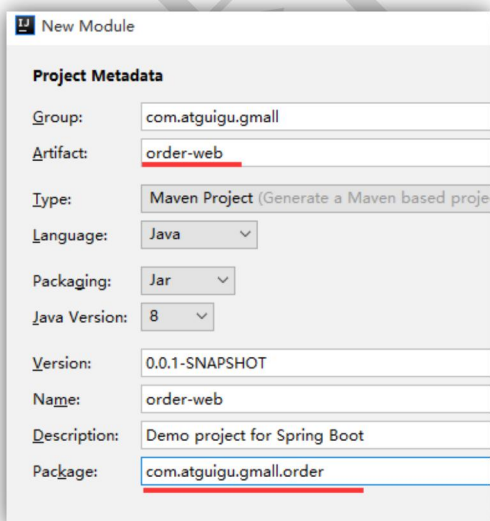 New Module
Project Metadata
Group: com.atguigu.gmall
Artifact: order-web
Type: Maven Project (Generate a Maven based proje
Language: Java
Packaging: Jar
Java Version: 8
Version: 0.0.1-SNAPSHOT
Name: order-web
Description: Demo project for Spring Boot
Package: com.atguigu.gmall.order